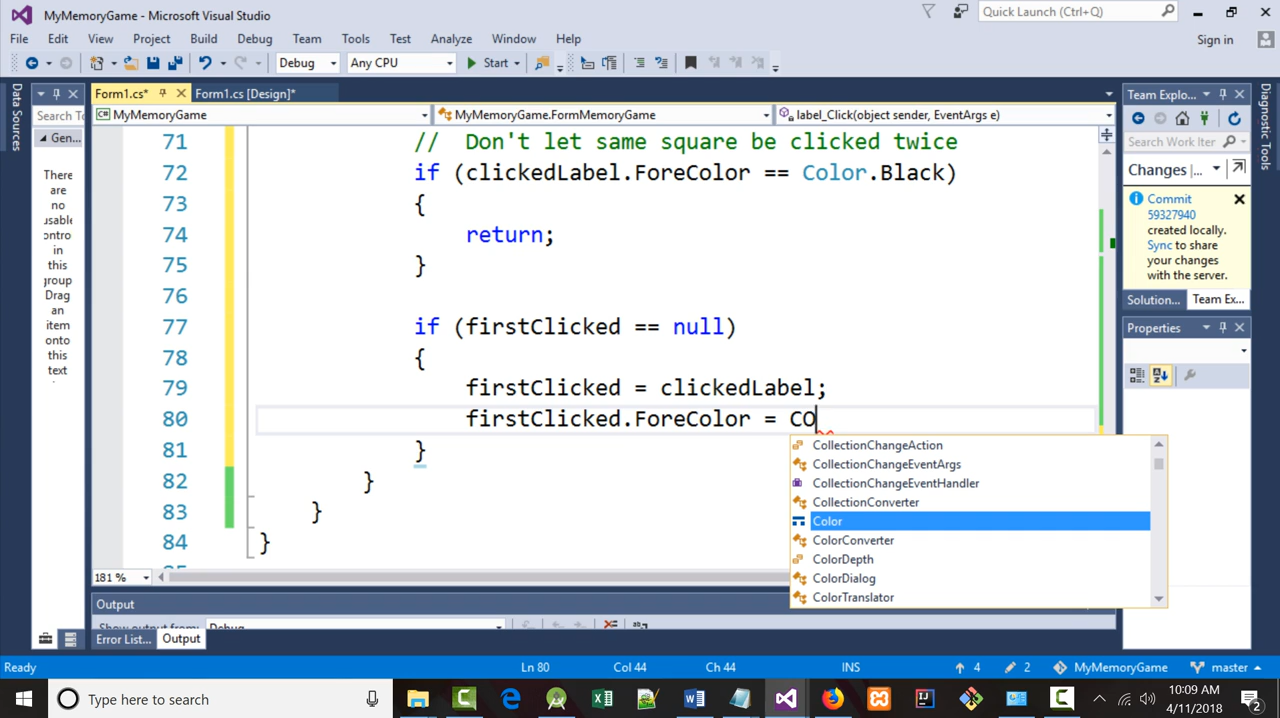 MyMemoryGame - Microsoft Visual Studio
Quick Launch (Ctrl+Q)
File Edit View Project Build Debug Team Tools Test Analyze Window Help
Sign in
Debug Any CPU Start
Data Sources
Search To
Gen...
There
are
no
usable
contro
in
this
group
Drag
an
item
onto
this
text
Form1.cs* Form1.cs [Design]*
MyMemoryGame MyMemoryGame.FormMemoryGame label_Click(object sender, EventArgs e)
71 // Don't let same square be clicked twice
72 if (clickedLabel.ForeColor == Color.Black)
73 {
74 return;
75 }
76
77 if (firstClicked == null)
78 {
79 firstClicked = clickedLabel;
80 firstClicked.ForeColor = CO
81 }
82 }
83 }
84 }
CollectionChangeAction
CollectionChangeEventArgs
CollectionChangeEventHandler
CollectionConverter
Color
ColorConverter
ColorDepth
ColorDialog
ColorTranslator
181 %
Output
Error List... Output
Team Explo...
Search Work Iter
Changes |...
Commit
59327940
created locally.
Sync to share
your changes
with the server.
Solution... Team Ex...
Properties
Diagnostic Tools
Ready Ln 80 Col 44 Ch 44 INS 4 2 MyMemoryGame master
Type here to search
10:09 AM
4/11/2018
2